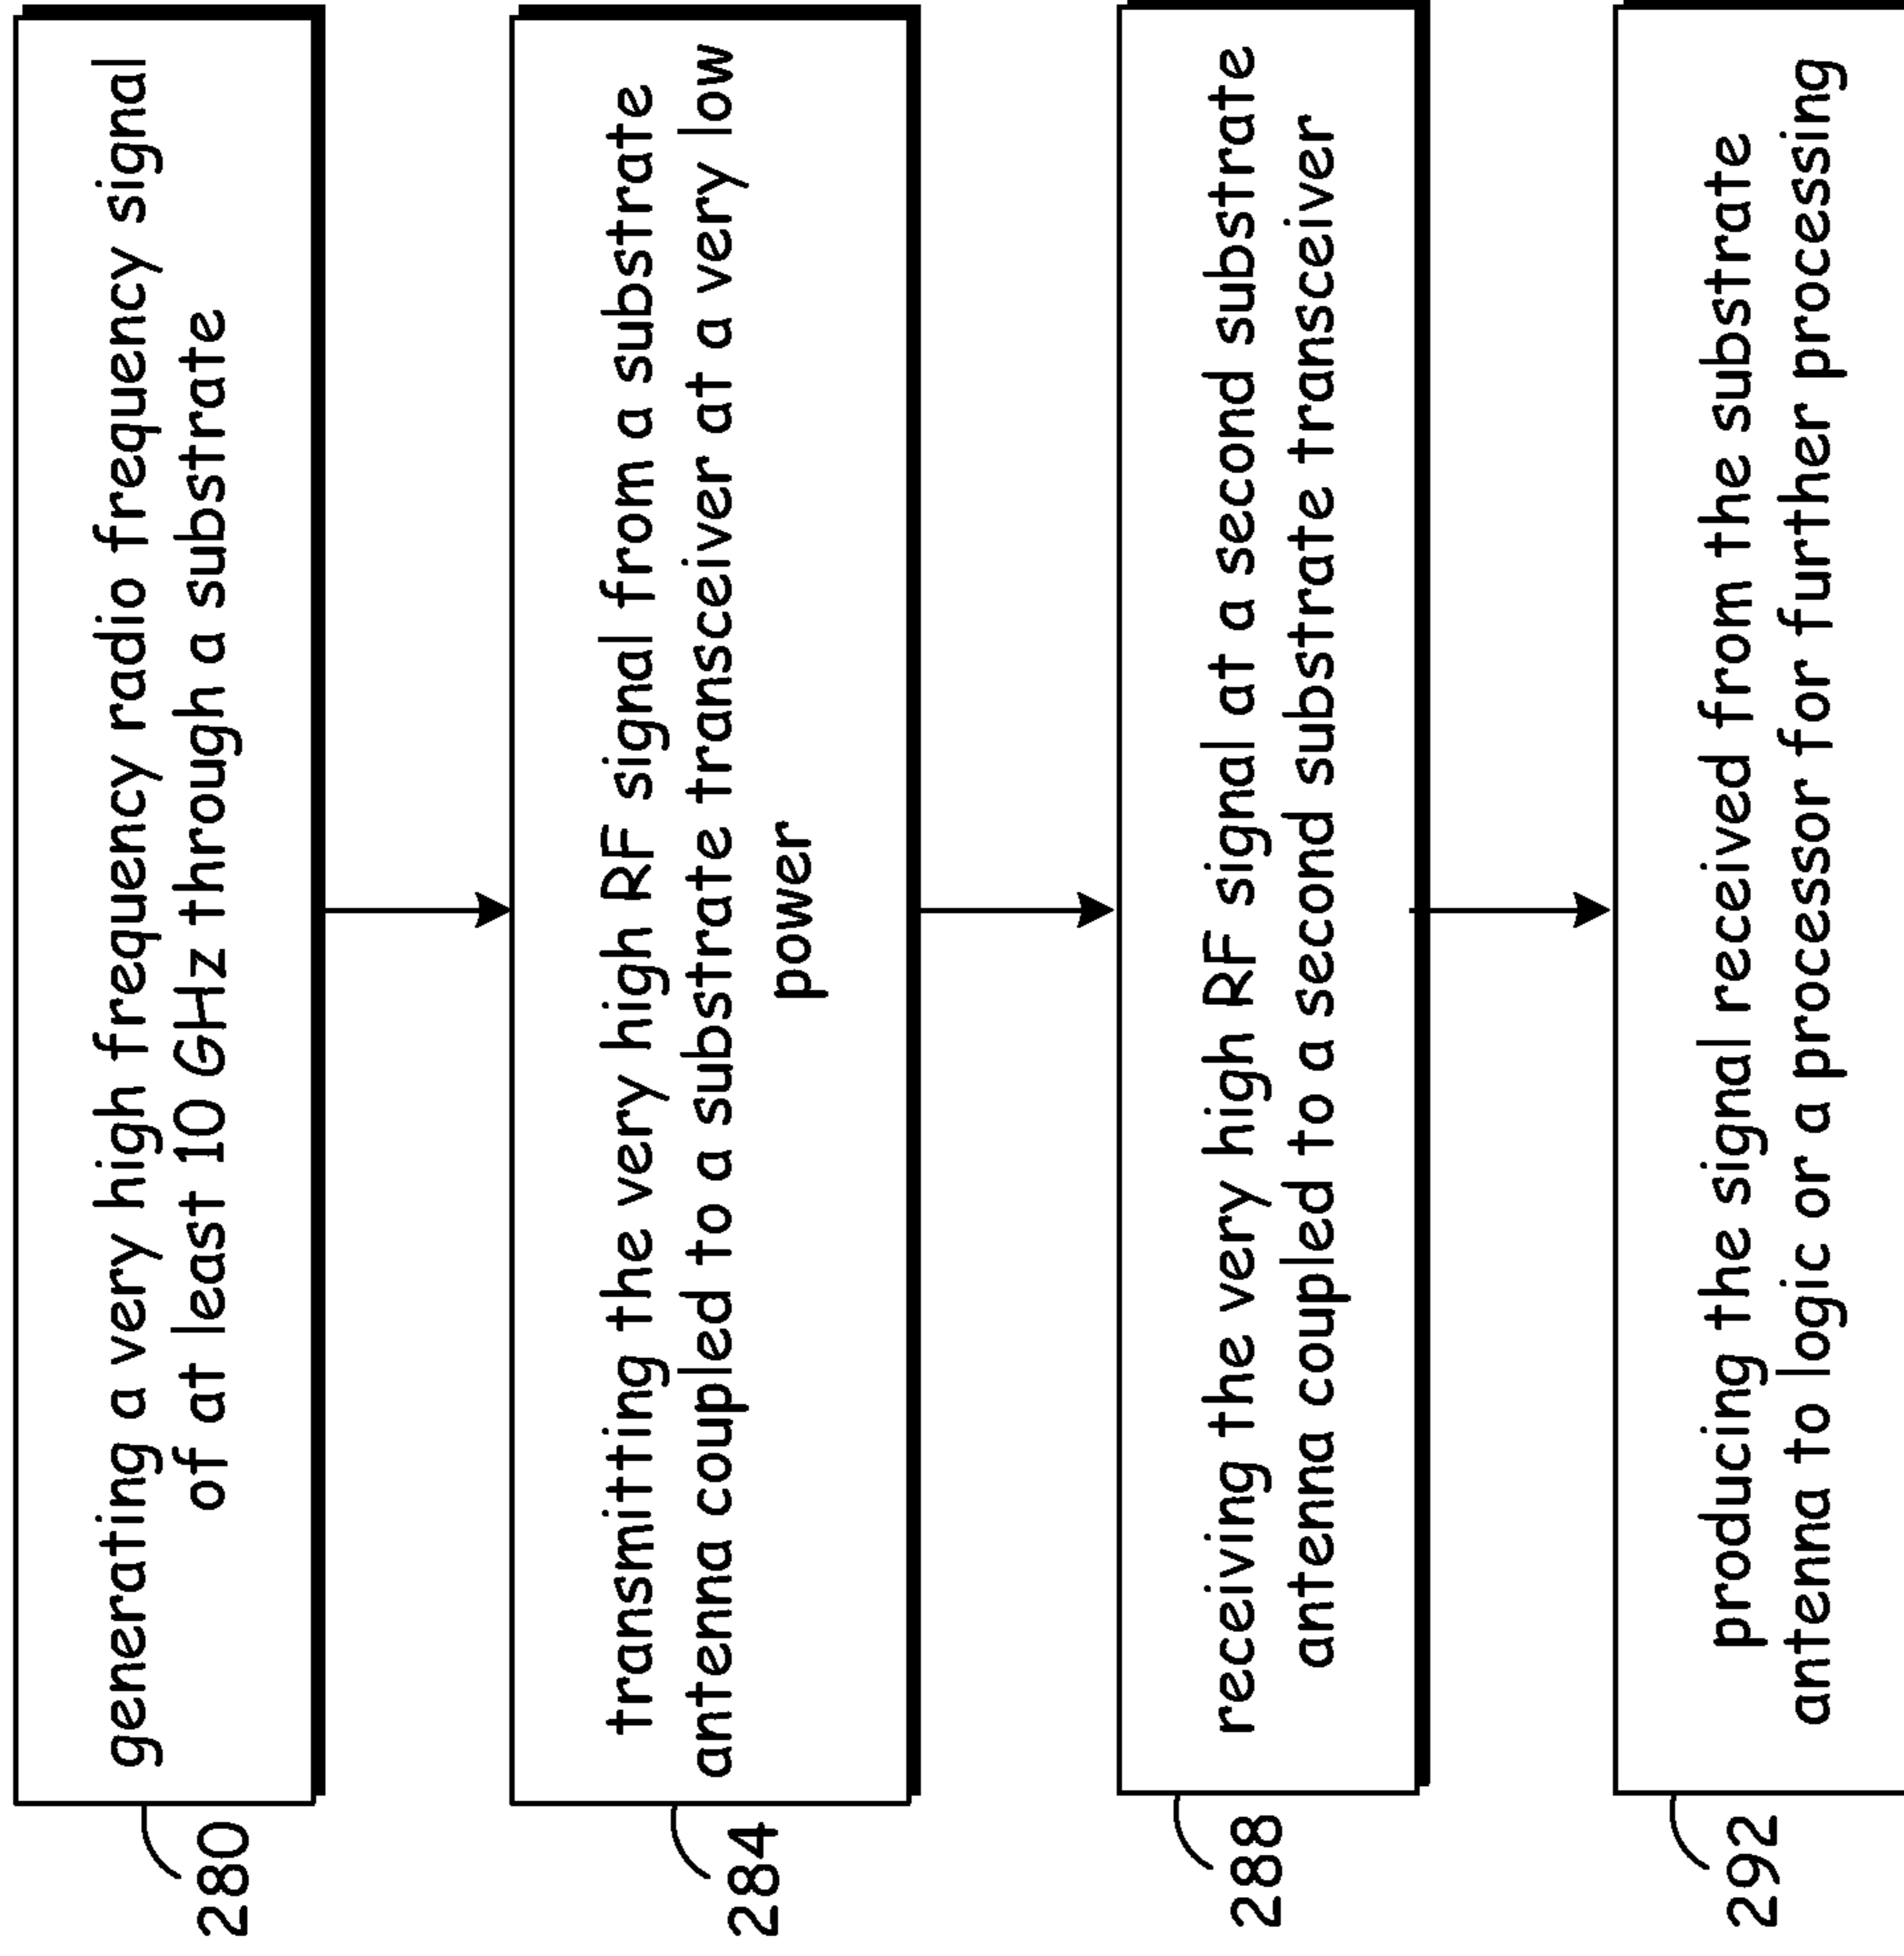 generating a very high frequency radio frequency signal
of at least 10 GHz through a substrate
280
transmitting the very high RF signal from a substrate
antenna coupled to a substrate transceiver at a very low
power
284
receiving the very high RF signal at a second substrate
antenna coupled to a second substrate transceiver
288
producing the signal received from the substrate
antenna to logic or a processor for further processing
292